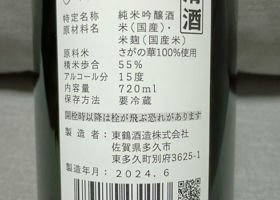 清酒
特定名称 純米吟醸酒
原材料名 米(国産)・
米麹(国産米)
原料米 さがの華100%使用
精米歩合 55%
アルコール分 15度
内容量 720ml
保存方法 要冷蔵
開栓時以降は栓が飛ぶ恐れがあります
製造者 東鶴酒造株式会社
佐賀県多久市
東多久町別府3625-1
製造年月 2024. 6